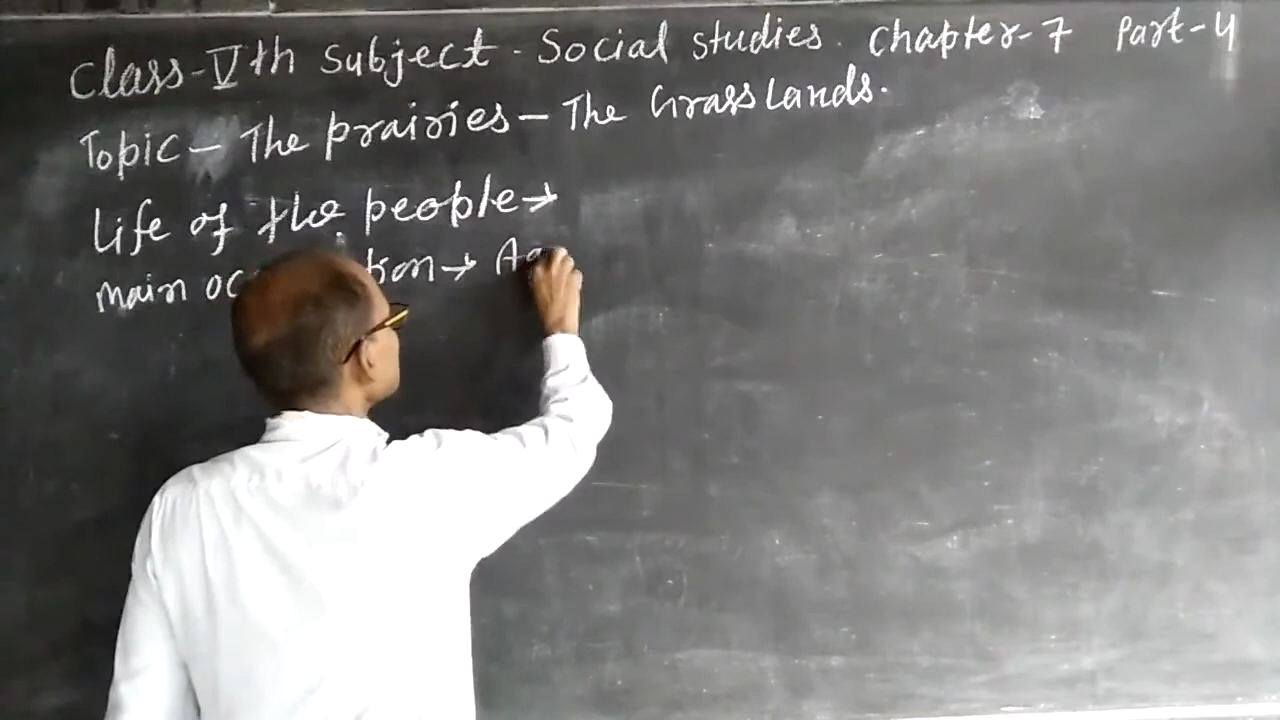 Class-Vth Subject - Social studies. Chapter-7 Part-4
Topic - The prairies - The Grass Lands.
Life of the people →
main →